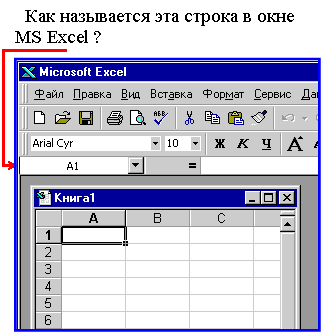 Как называется эта строка в окне
MS Excel ?
Microsoft Excel
Файл Правка Вид Вставка Формат Сервис Да
Arial Cyr 10 Ж К Ч A A
A1 =
Книга1
A B C
1
2
3
4
5
6